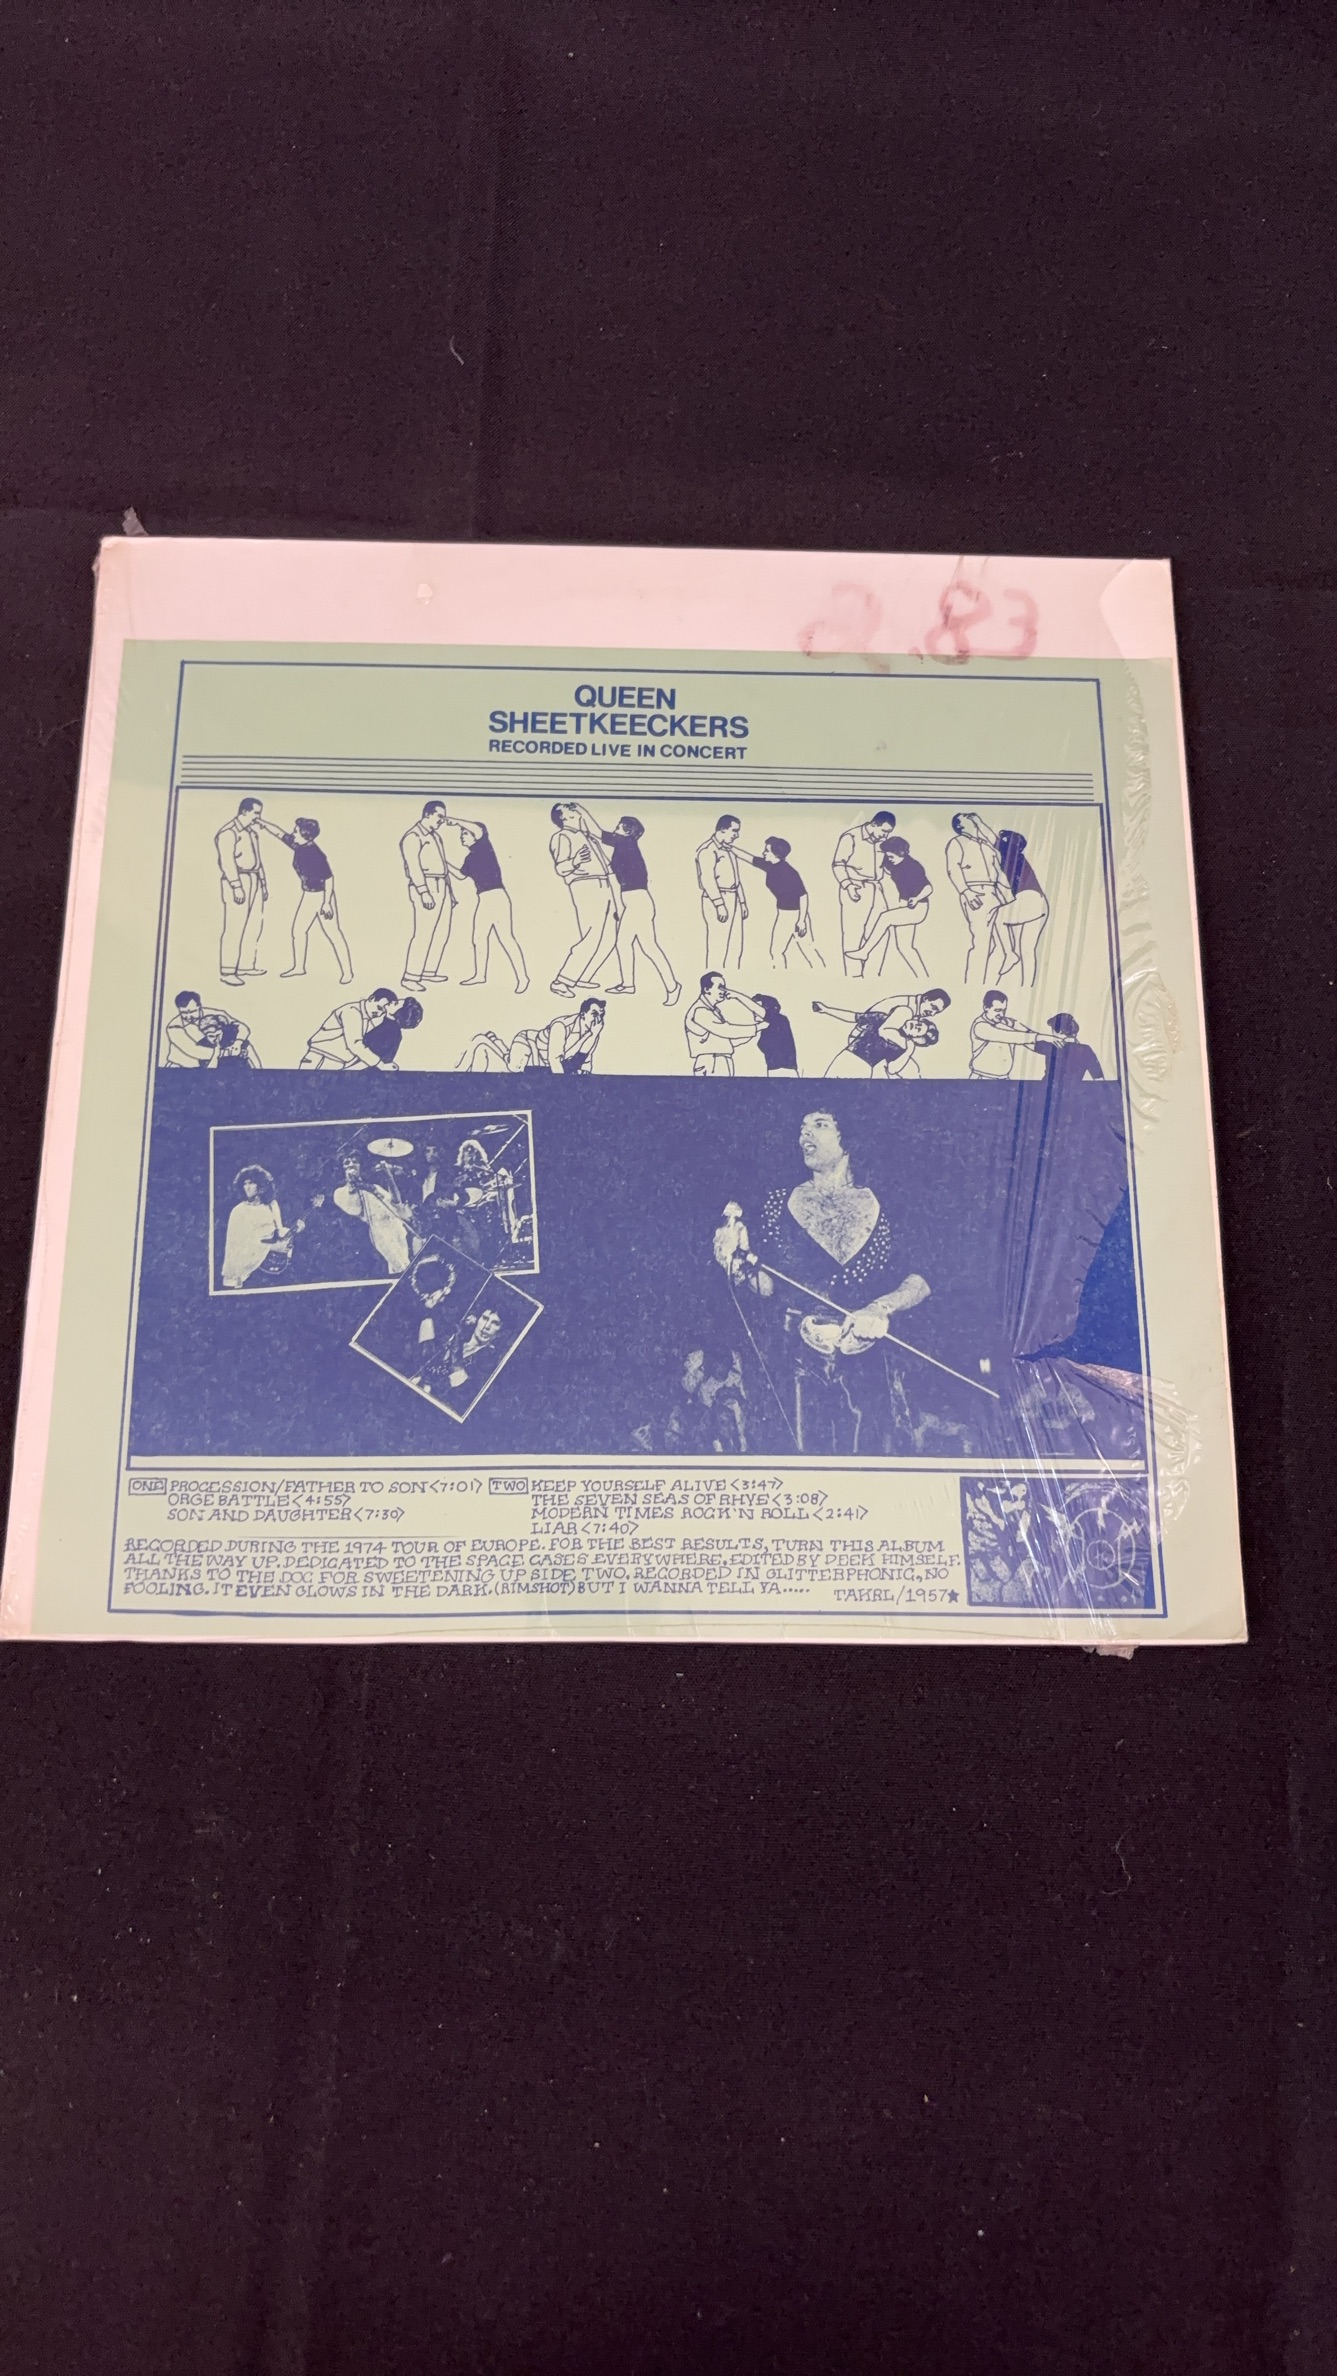 2.83
QUEEN
SHEETKEECKERS
RECORDED LIVE IN CONCERT
ONE PROCESSION/FATHER TO SON <7:01>
ORGE BATTLE <4:55>
SON AND DAUGHTER <7:30>
TWO KEEP YOURSELF ALIVE <3:47>
THE SEVEN SEAS OF RHYE <3:08>
MODERN TIMES ROCK'N ROLL <2:41>
LIAR <7:40>
RECORDED DURING THE 1974 TOUR OF EUROPE. FOR THE BEST RESULTS, TURN THIS ALBUM
ALL THE WAY UP. DEDICATED TO THE SPACE CASES EVERYWHERE, EDITED BY DEEK HIMSELF.
THANKS TO THE DOG FOR SWEETENING UP SIDE TWO. RECORDED IN GLITTERPHONIC, NO
FOOLING. IT EVEN GLOWS IN THE DARK. (RIMSHOT) BUT I WANNA TELL YA.....
TAKRL/1957★